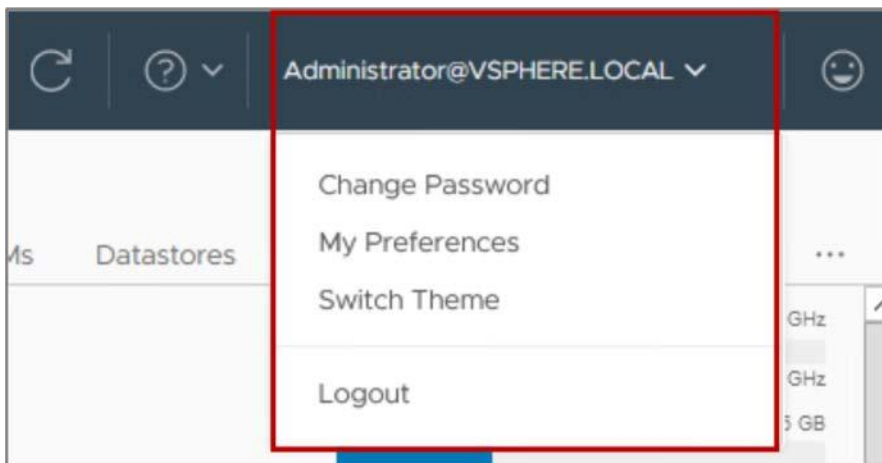 Administrator@VSPHERE.LOCAL
Change Password
My Preferences
Datastores
Switch Theme
GHz
GHz
Logout
GB